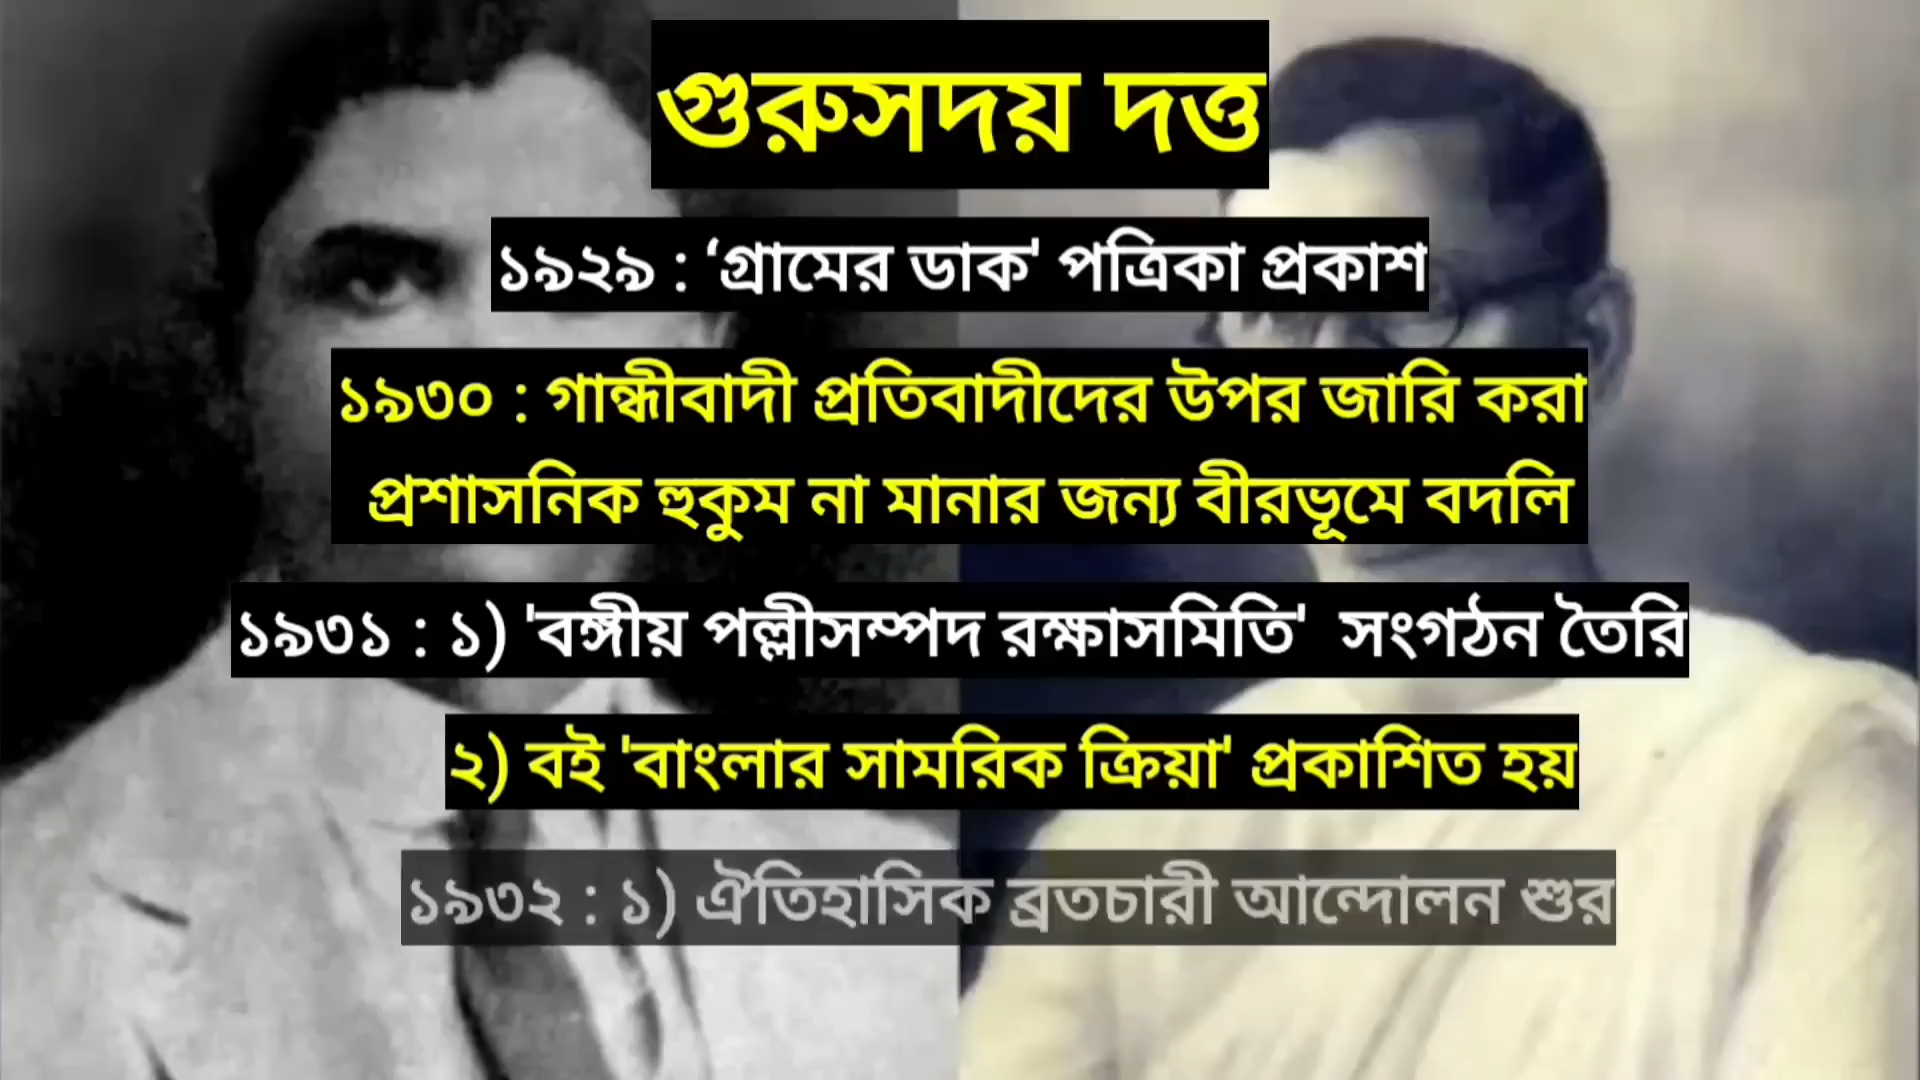 গুরুসদয় দত্ত
১৯২৯ : ‘গ্রামের ডাক' পত্রিকা প্রকাশ
১৯৩০ : গান্ধীবাদী প্রতিবাদীদের উপর জারি করা
প্রশাসনিক হুকুম না মানার জন্য বীরভূমে বদলি
১৯৩১ : ১) 'বঙ্গীয় পল্লীসম্পদ রক্ষাসমিতি' সংগঠন তৈরি
২) বই 'বাংলার সামরিক ক্রিয়া' প্রকাশিত হয়
১৯৩২ : ১) ঐতিহাসিক ব্রতচারী আন্দোলন শুর